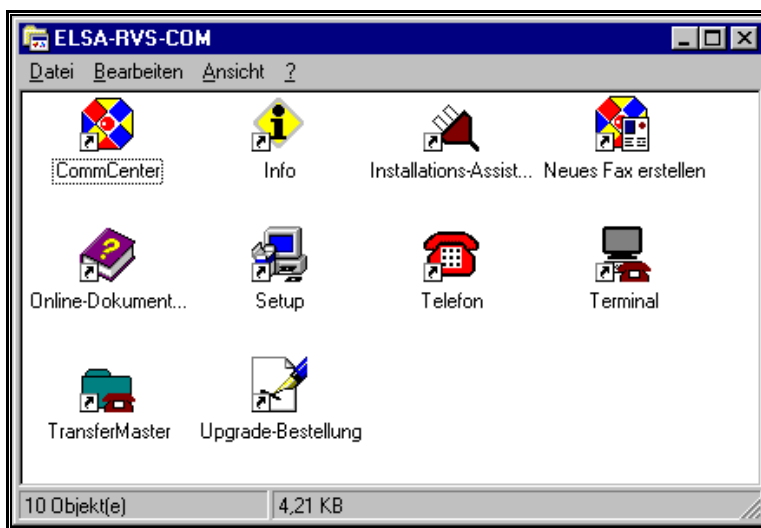 ELSA-RVS-COM
Datei Bearbeiten Ansicht ?
CommCenter Info Installations-Assist... Neues Fax erstellen
Online-Dokument... Setup Telefon Terminal
TransferMaster Upgrade-Bestellung
10 Objekt(e) 4,21 KB